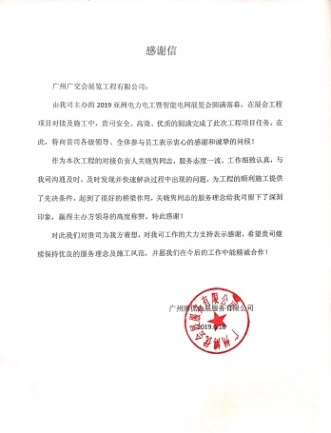 感谢信
广州广交会展览工程有限公司:
由我司主办的 2019 亚洲电力电工暨智能电网展览会圆满落幕,在展会工程
项目对接及施工中,贵司安全、高效、优质的圆满完成了此次工程项目任务,在
此,特向贵司各级领导、全体参与员工表示衷心的感谢和诚挚的问候!
作为本次工程的对接负责人关晓隽同志,服务态度一流,工作细致认真,与
我司沟通及时,及时发现并快速解决过程中出现的问题,为工程的顺利施工提供
了先决条件,起到了很好的桥梁作用,关晓隽同志的服务理念给我司留下了深刻
印象,赢得主办方领导的高度称赞,特此感谢!
对此我们对贵司为我方着想,对我司工作的大力支持表示感谢,希望贵司继
续保持优良的服务理念及施工风范,并愿我们在今后的工作中能精诚合作!
广州 会展服务有限公司
2019.